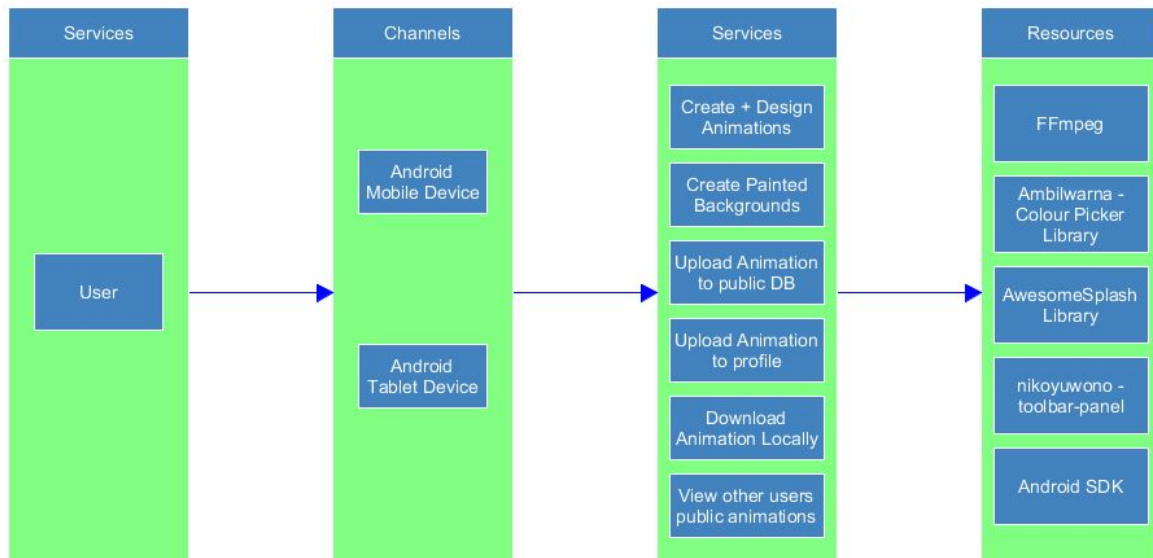 Services
User
Channels
Android
Mobile Device
Android
Tablet Device
Services
Create + Design
Animations
Create Painted
Backgrounds
Upload Animation
to public DB
Upload Animation
to profile
Download
Animation Locally
View other users
public animations
Resources
FFmpeg
Ambilwarna -
Colour Picker
Library
AwesomeSplash
Library
nikoyuwono -
toolbar-panel
Android SDK